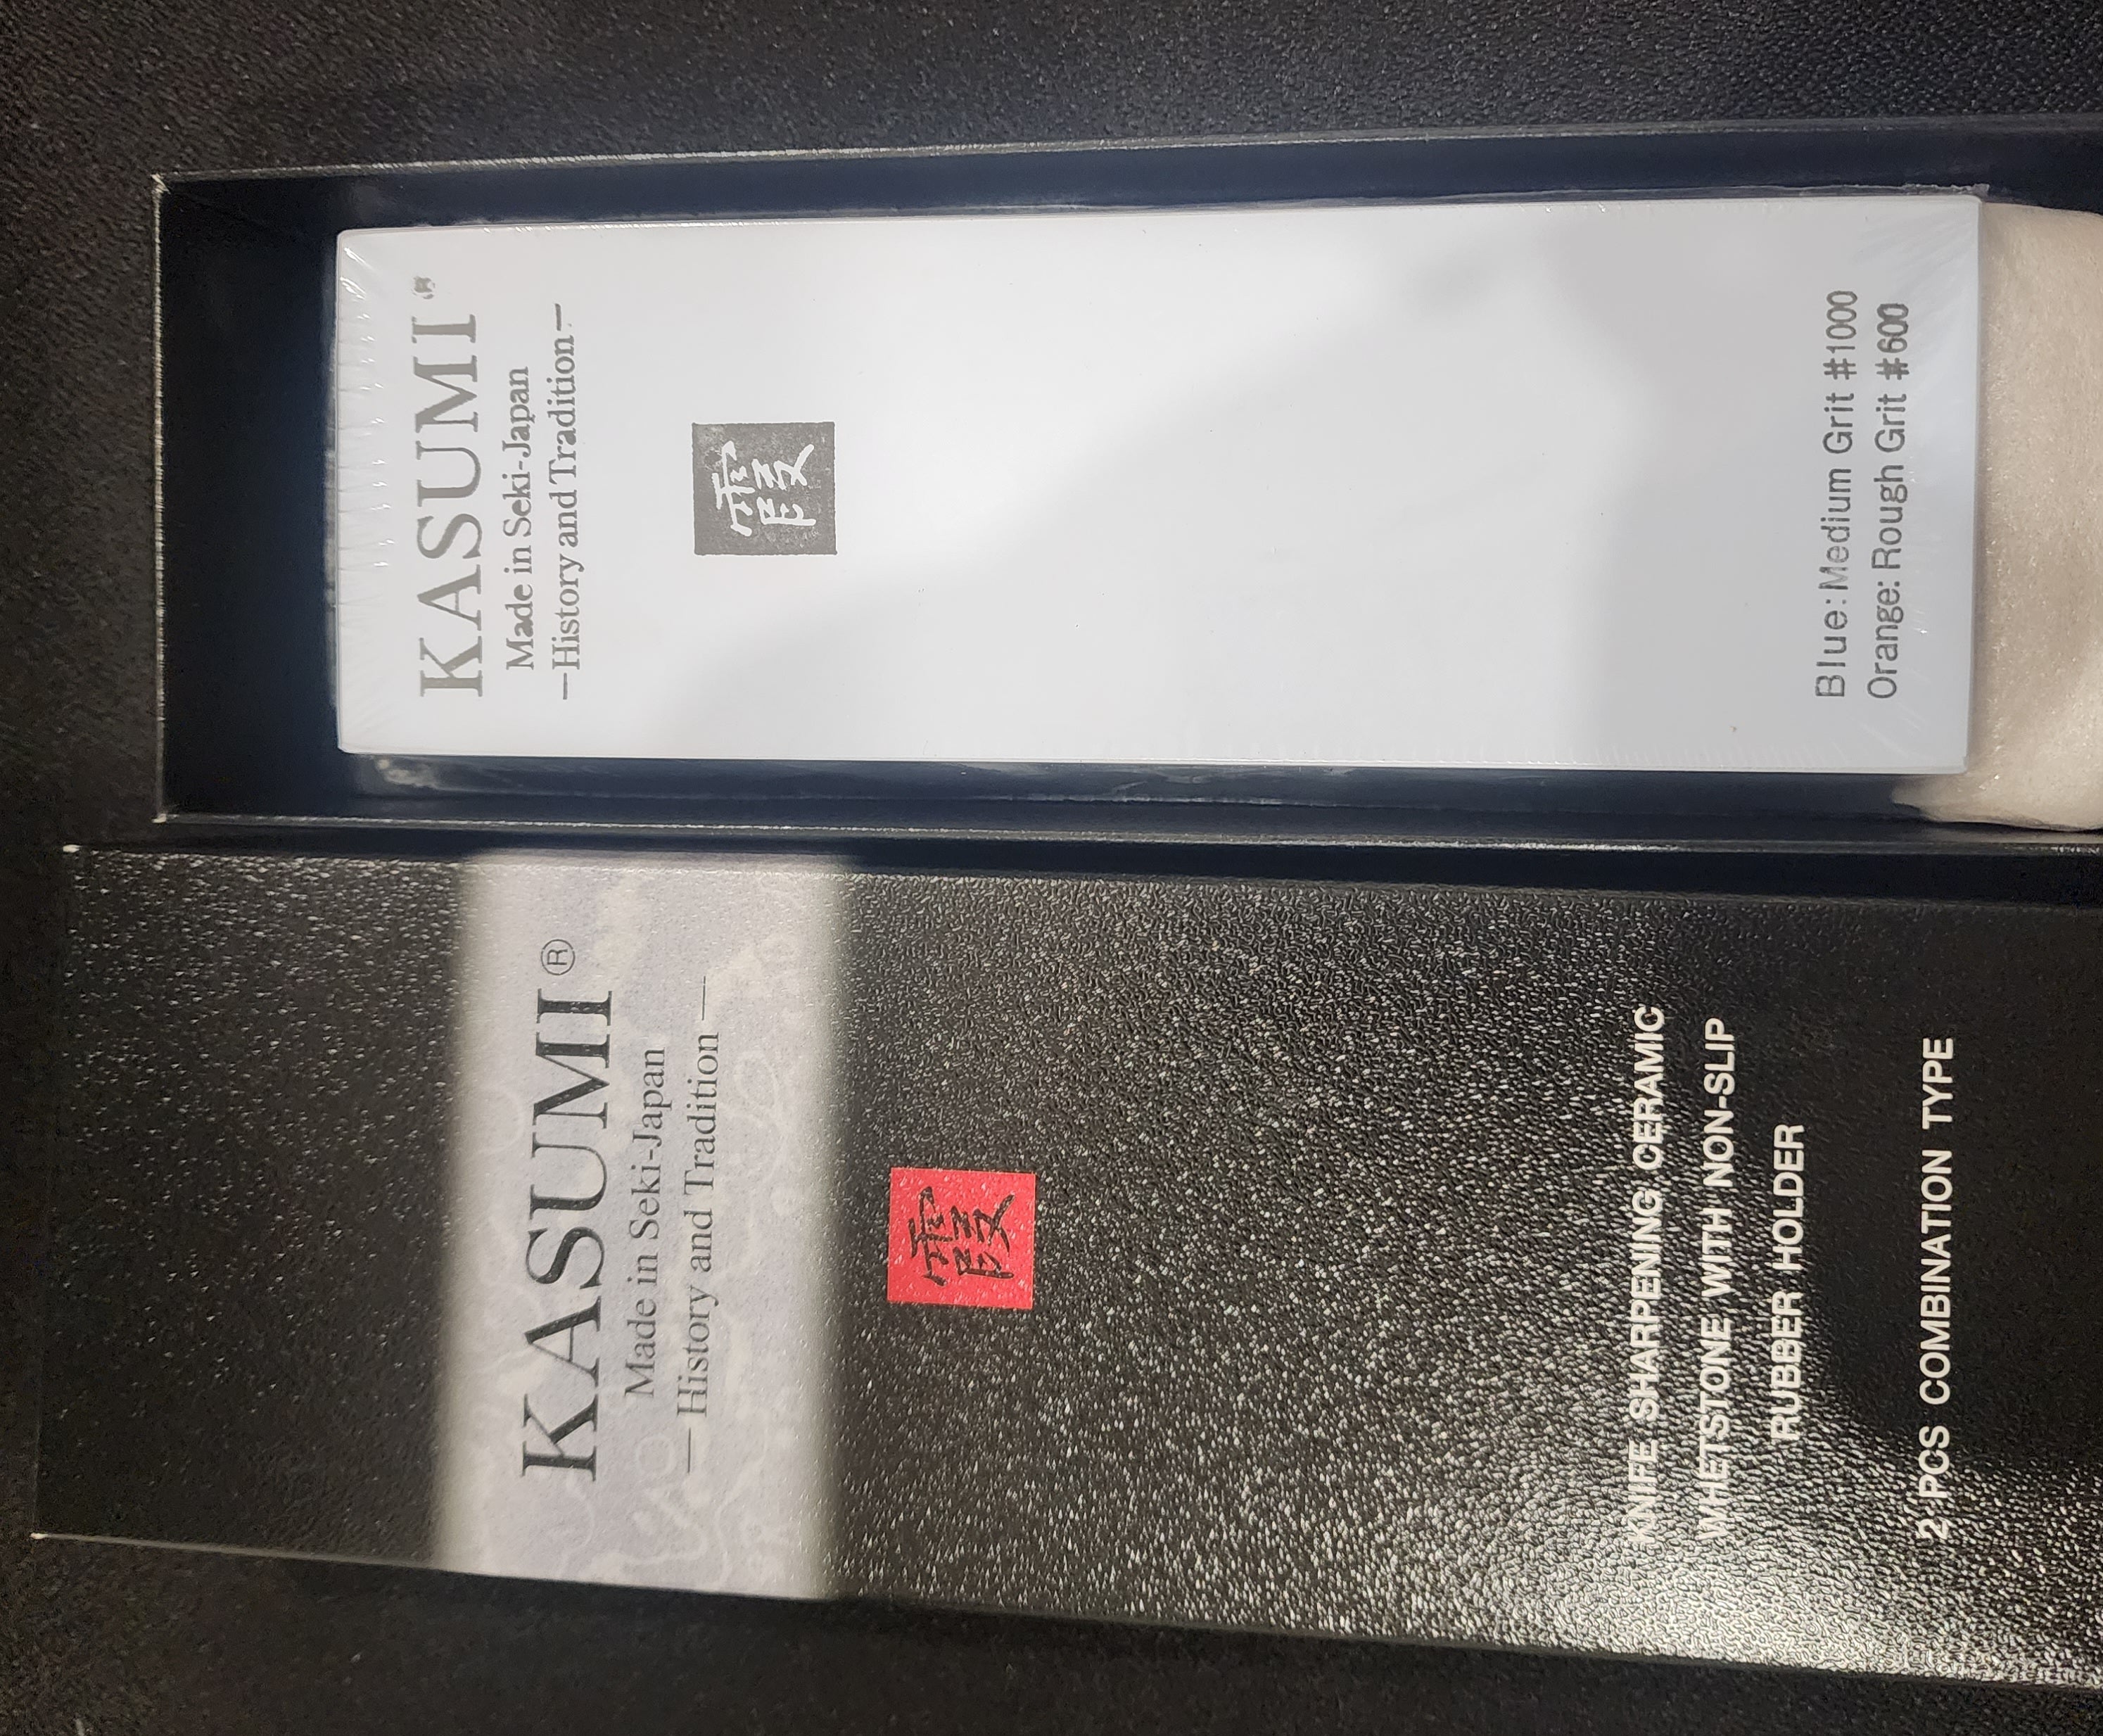 KASUMI®
Made in Seki-Japan
—History and Tradition—
霞
Blue: Medium Grit #1000
Orange: Rough Grit #600
KASUMI®
Made in Seki-Japan
— History and Tradition —
霞
KNIFE SHARPENING CERAMIC
WHETSTONE WITH NON-SLIP
RUBBER HOLDER
2 PCS COMBINATION TYPE